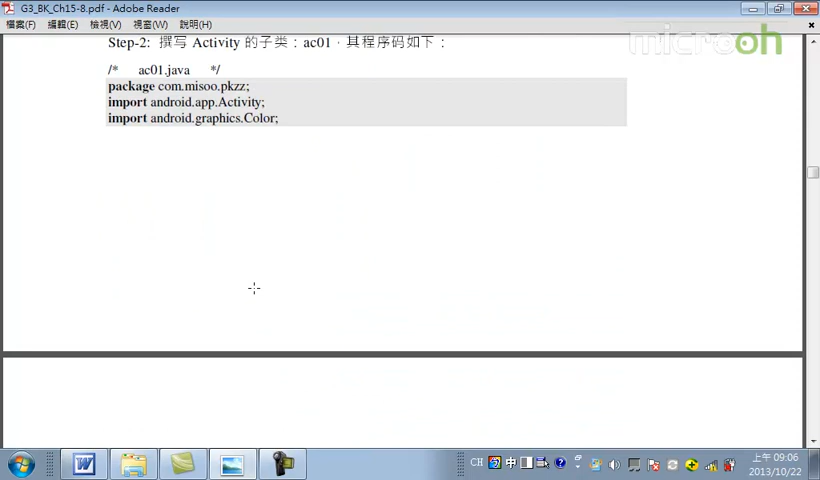 G3_BK_Ch15-8.pdf - Adobe Reader
檔案(F) 編輯(E) 檢視(V) 視窗(W) 說明(H)
microoh
Step-2: 撰写 Activity 的子类：ac01，其程序码如下：
/* ac01.java */
package com.misoo.pkzz;
import android.app.Activity;
import android.graphics.Color;
CH 中
上午 09:06
2013/10/22